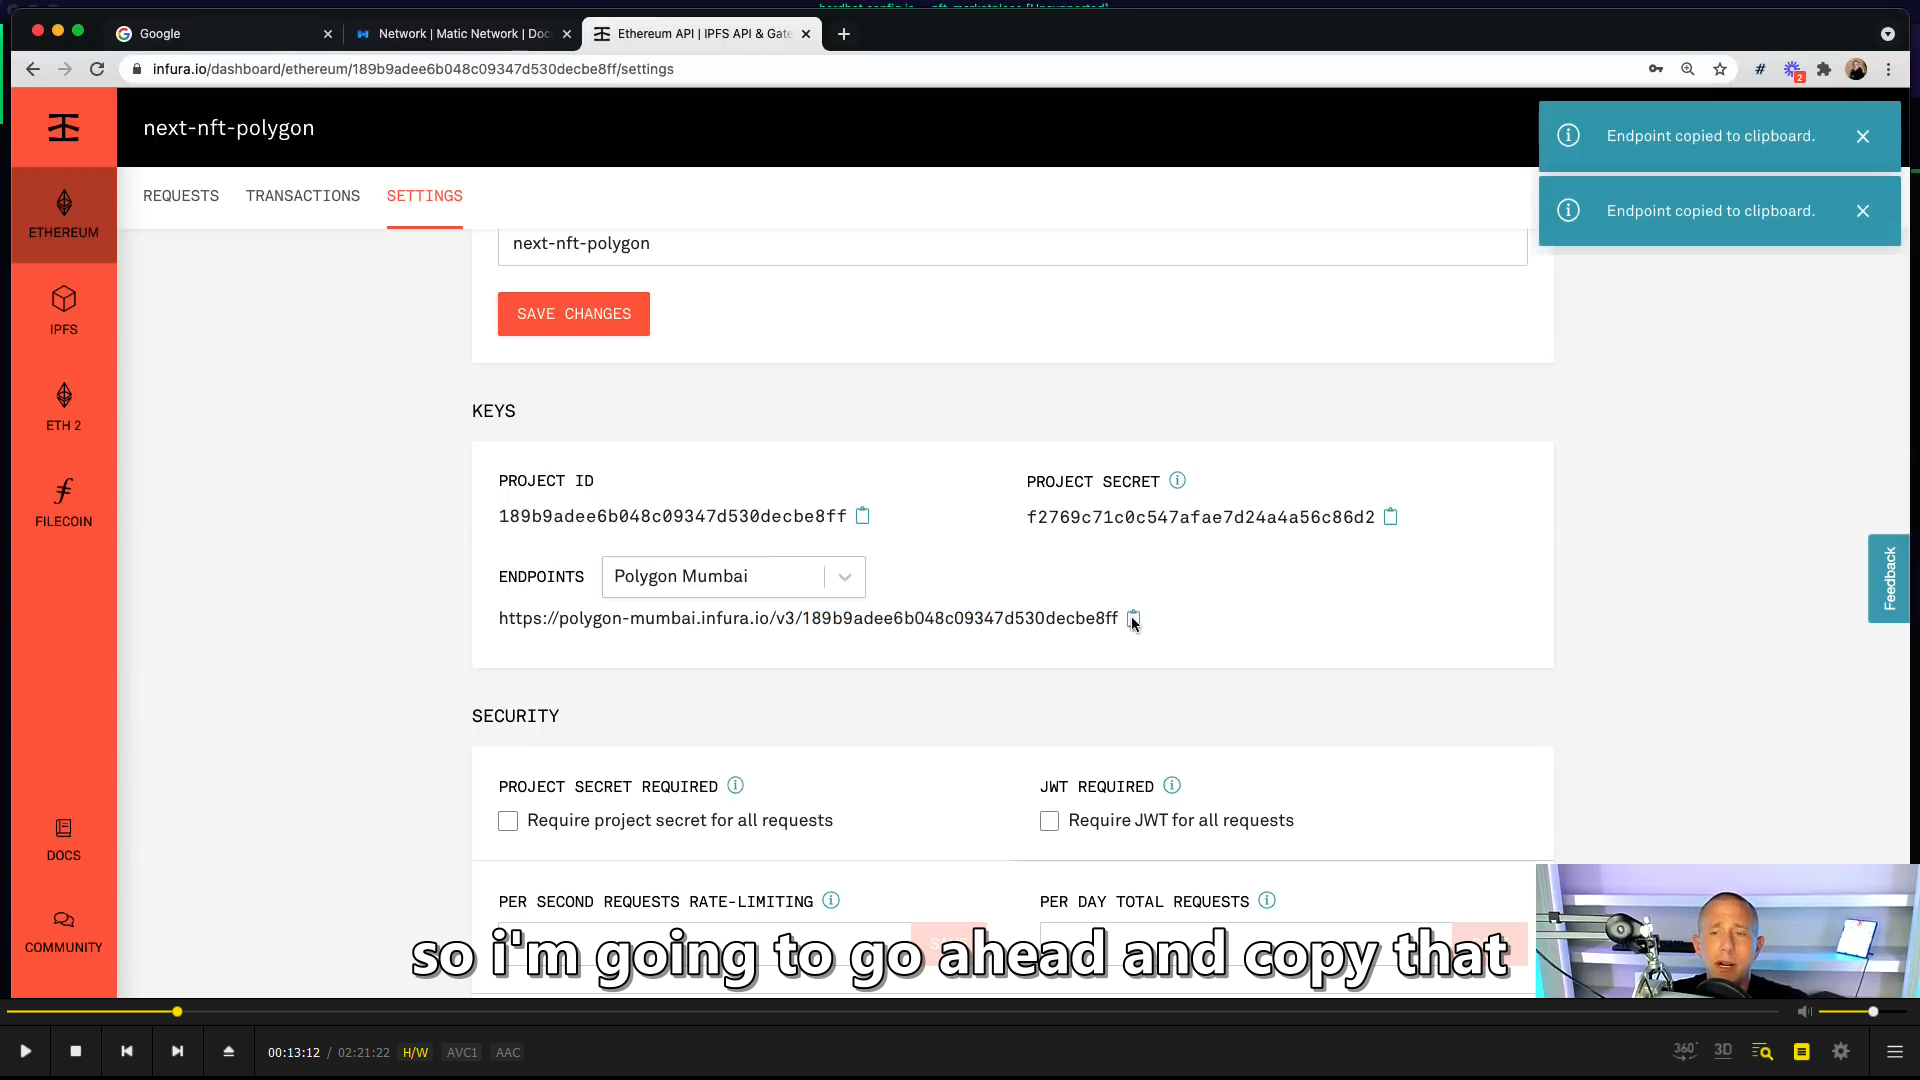 Google
Network | Matic Network | Doc
Ethereum API | IPFS API & Gate
infura.io/dashboard/ethereum/189b9adee6b048c09347d530decbe8ff/settings
2
next-nft-polygon
Endpoint copied to clipboard.
Endpoint copied to clipboard.
REQUESTS TRANSACTIONS SETTINGS
ETHEREUM
IPFS
ETH 2
FILECOIN
DOCS
COMMUNITY
next-nft-polygon
SAVE CHANGES
KEYS
PROJECT ID
PROJECT SECRET
189b9adee6b048c09347d530decbe8ff
f2769c71c0c547afae7d24a4a56c86d2
ENDPOINTS Polygon Mumbai
https://polygon-mumbai.infura.io/v3/189b9adee6b048c09347d530decbe8ff
Feedback
SECURITY
PROJECT SECRET REQUIRED
JWT REQUIRED
Require project secret for all requests
Require JWT for all requests
PER SECOND REQUESTS RATE-LIMITING
PER DAY TOTAL REQUESTS
so i'm going to go ahead and copy that
00:13:12 / 02:21:22 H/W AVC1 AAC
360° 3D